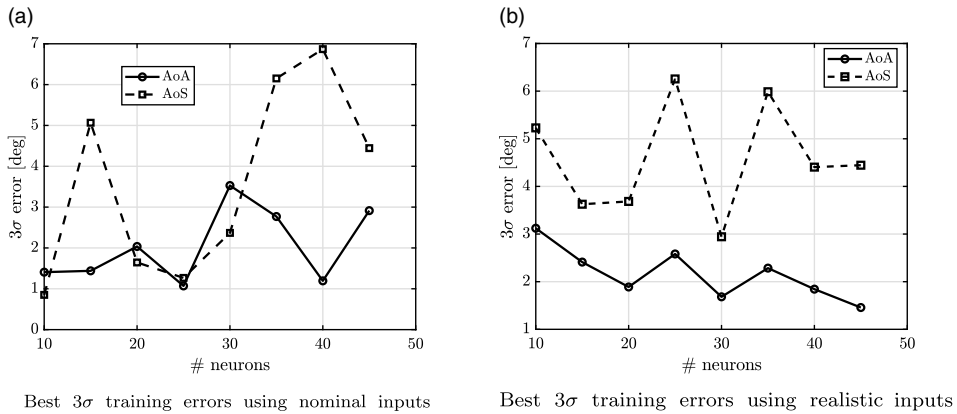 (a)
7
6
5
4
3
2
1
0
3σ error [deg]
AoA
AoS
10 20 30 40 50
# neurons
Best 3σ training errors using nominal inputs
(b)
7
6
5
4
3
2
1
3σ error [deg]
AoA
AoS
10 20 30 40 50
# neurons
Best 3σ training errors using realistic inputs